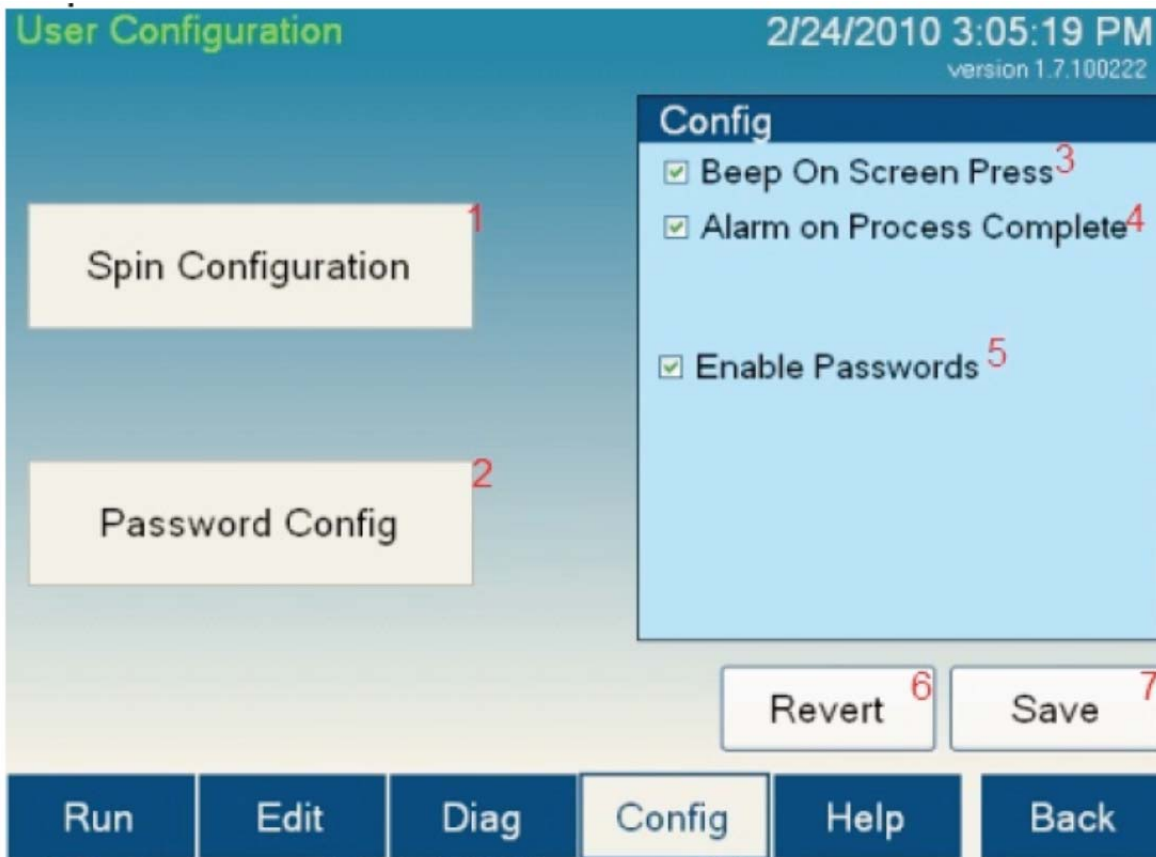 User Configuration
2/24/2010 3:05:19 PM
version 1.7.100222
Config
Beep On Screen Press 3
Alarm on Process Complete 4
Spin Configuration 1
Enable Passwords 5
Password Config 2
Revert 6
Save 7
Run
Edit
Diag
Config
Help
Back